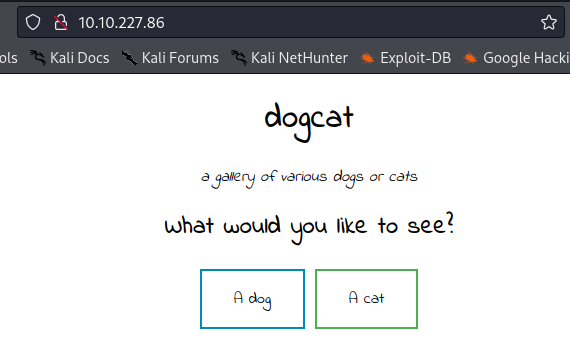 10.10.227.86
ols Kali Docs Kali Forums Kali NetHunter Exploit-DB Google Hacki
dogcat
a gallery of various dogs or cats
What would you like to see?
A dog A cat